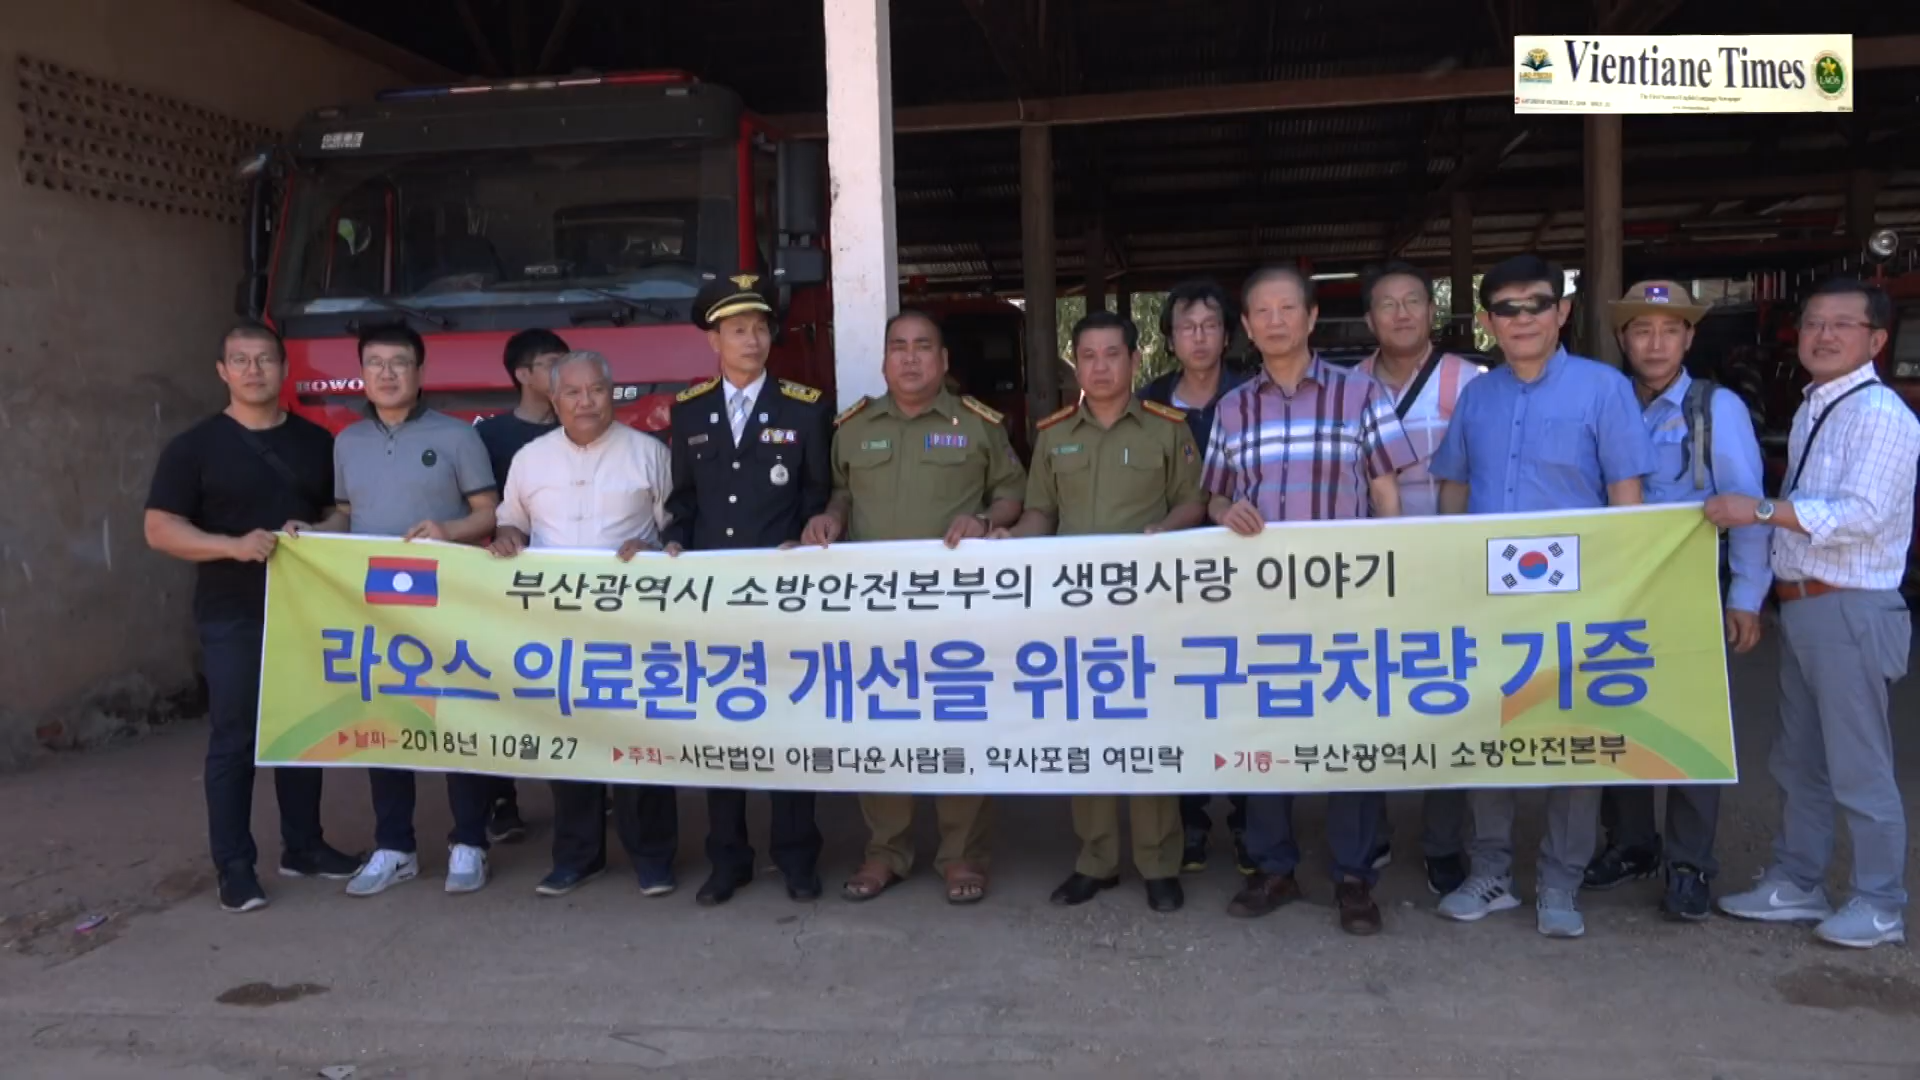 Vientiane Times
LAOS
HOWO
부산광역시 소방안전본부의 생명사랑 이야기
라오스 의료환경 개선을 위한 구급차량 기증
▶날짜-2018년 10월 27 ▶주최-사단법인 아름다운사람들, 약사포럼 여민락 ▶기증-부산광역시 소방안전본부